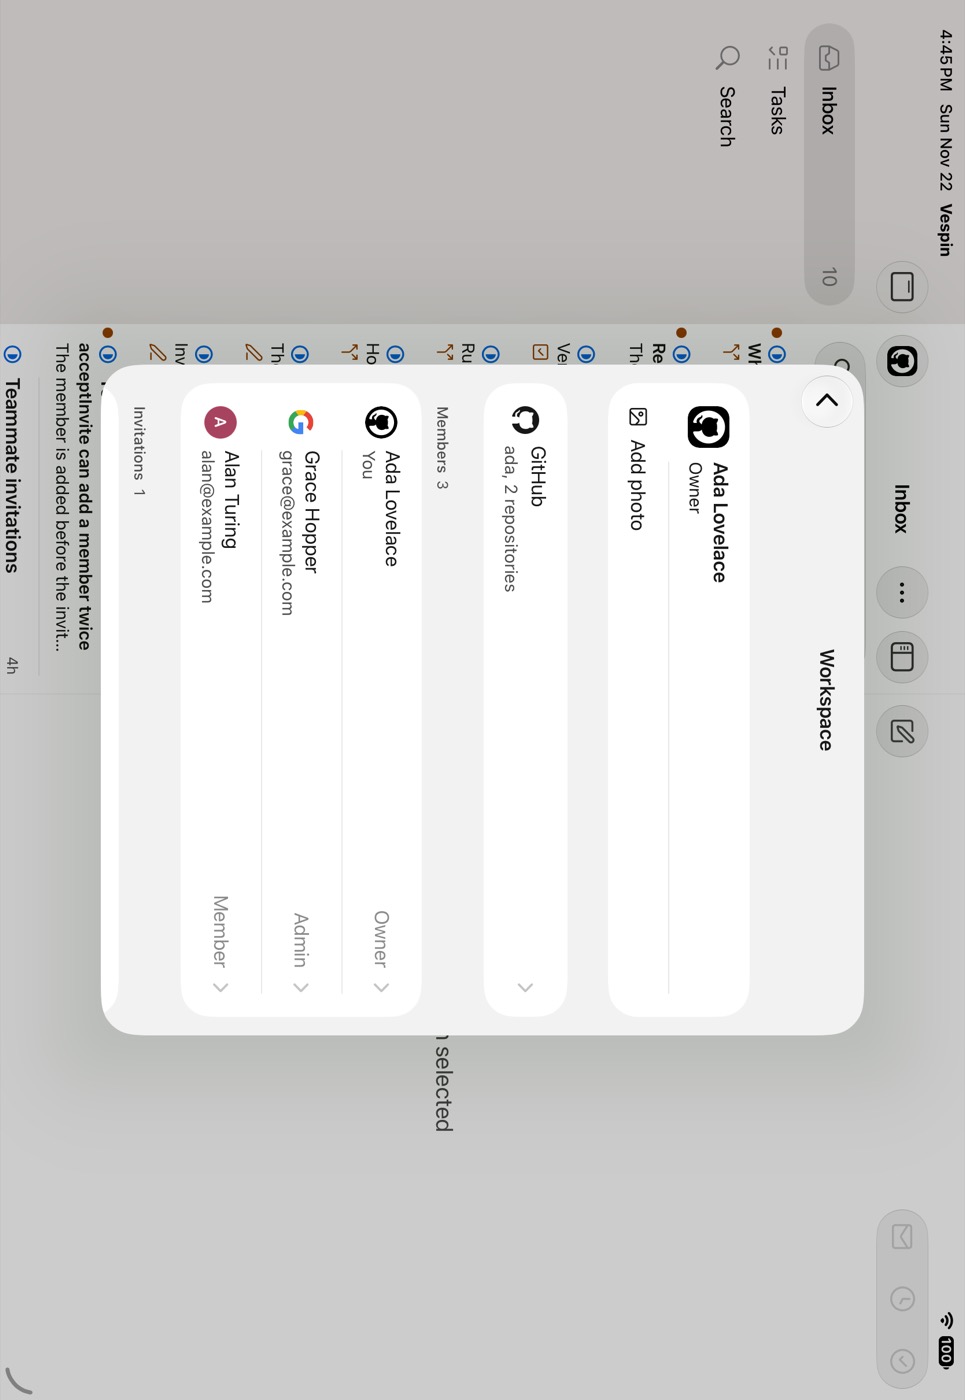 4:45 PM Sun Nov 22 Vespin
100
Inbox
Inbox 10
Tasks
Search
Workspace
Ada Lovelace
Owner
Add photo
GitHub
ada, 2 repositories
Members 3
Ada Lovelace
You
Owner
Grace Hopper
grace@example.com
Admin
A
Alan Turing
alan@example.com
Member
Invitations 1
selected
acceptInvite can add a member twice
The member is added before the invit...
Teammate invitations 4h